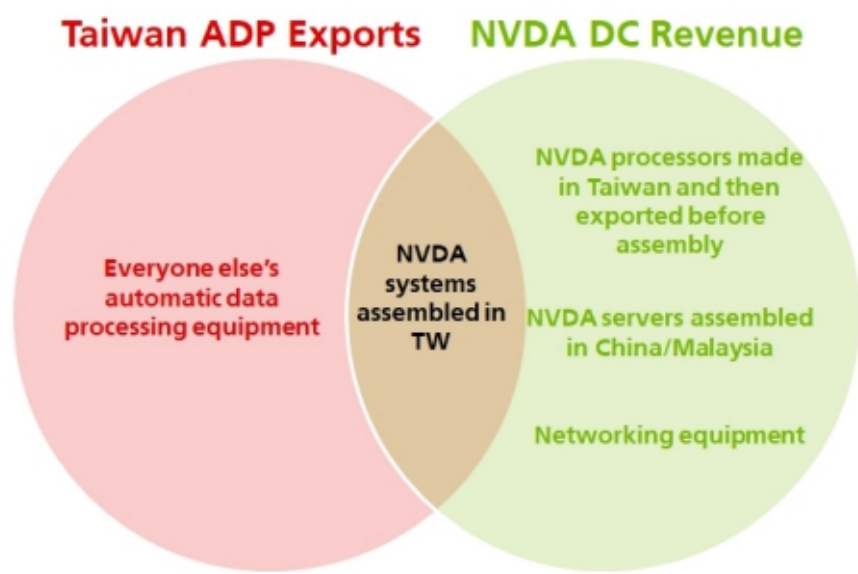 Taiwan ADP Exports
NVDA DC Revenue
Everyone else's
automatic data
processing equipment
NVDA
systems
assembled in
TW
NVDA processors made
in Taiwan and then
exported before
assembly
NVDA servers assembled
in China/Malaysia
Networking equipment